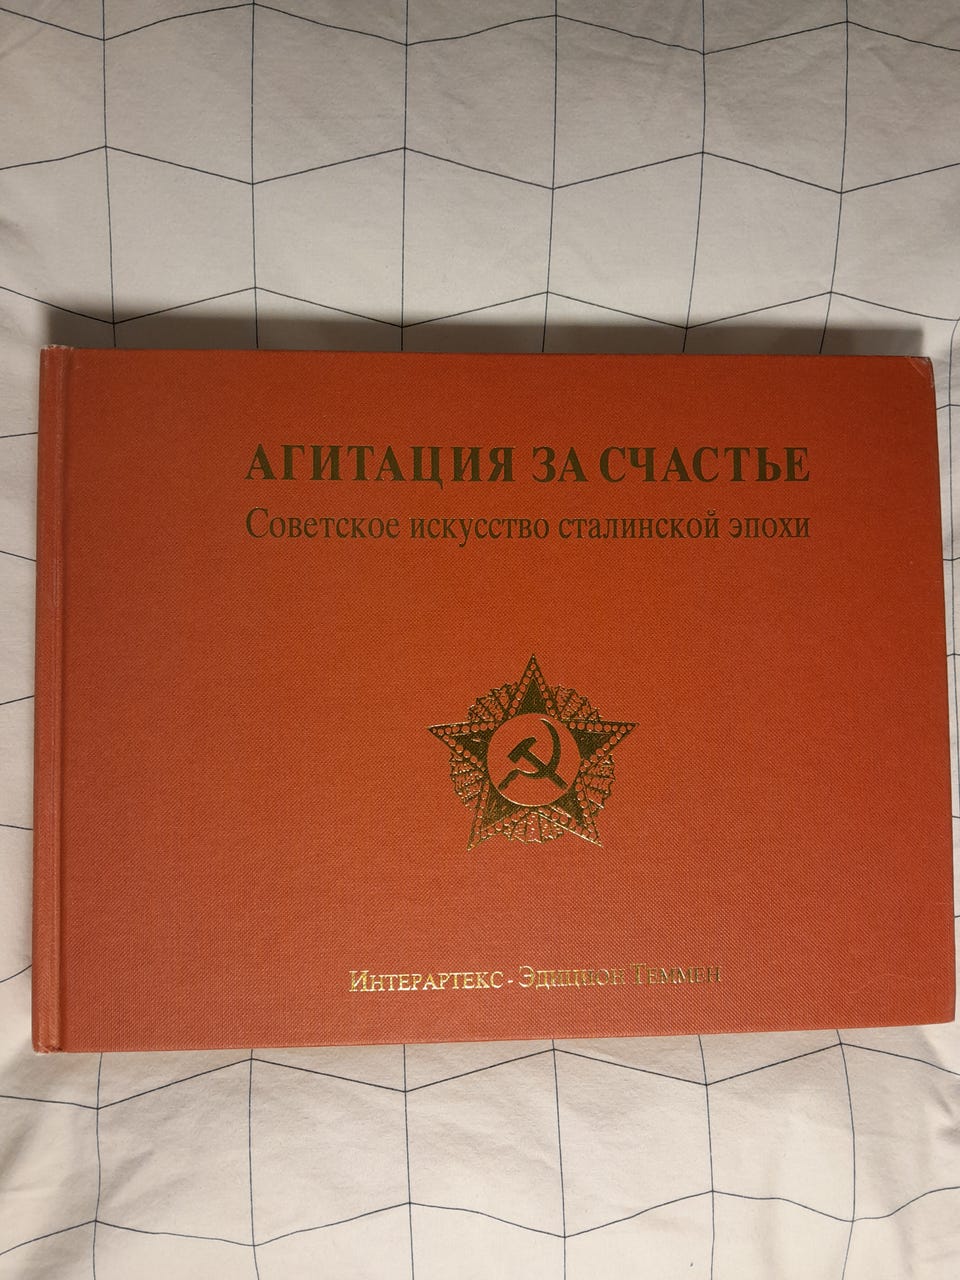 АГИТАЦИЯ ЗА СЧАСТЬЕ
Советское искусство сталинской эпохи
Интерартекс - Эдицион Теммен